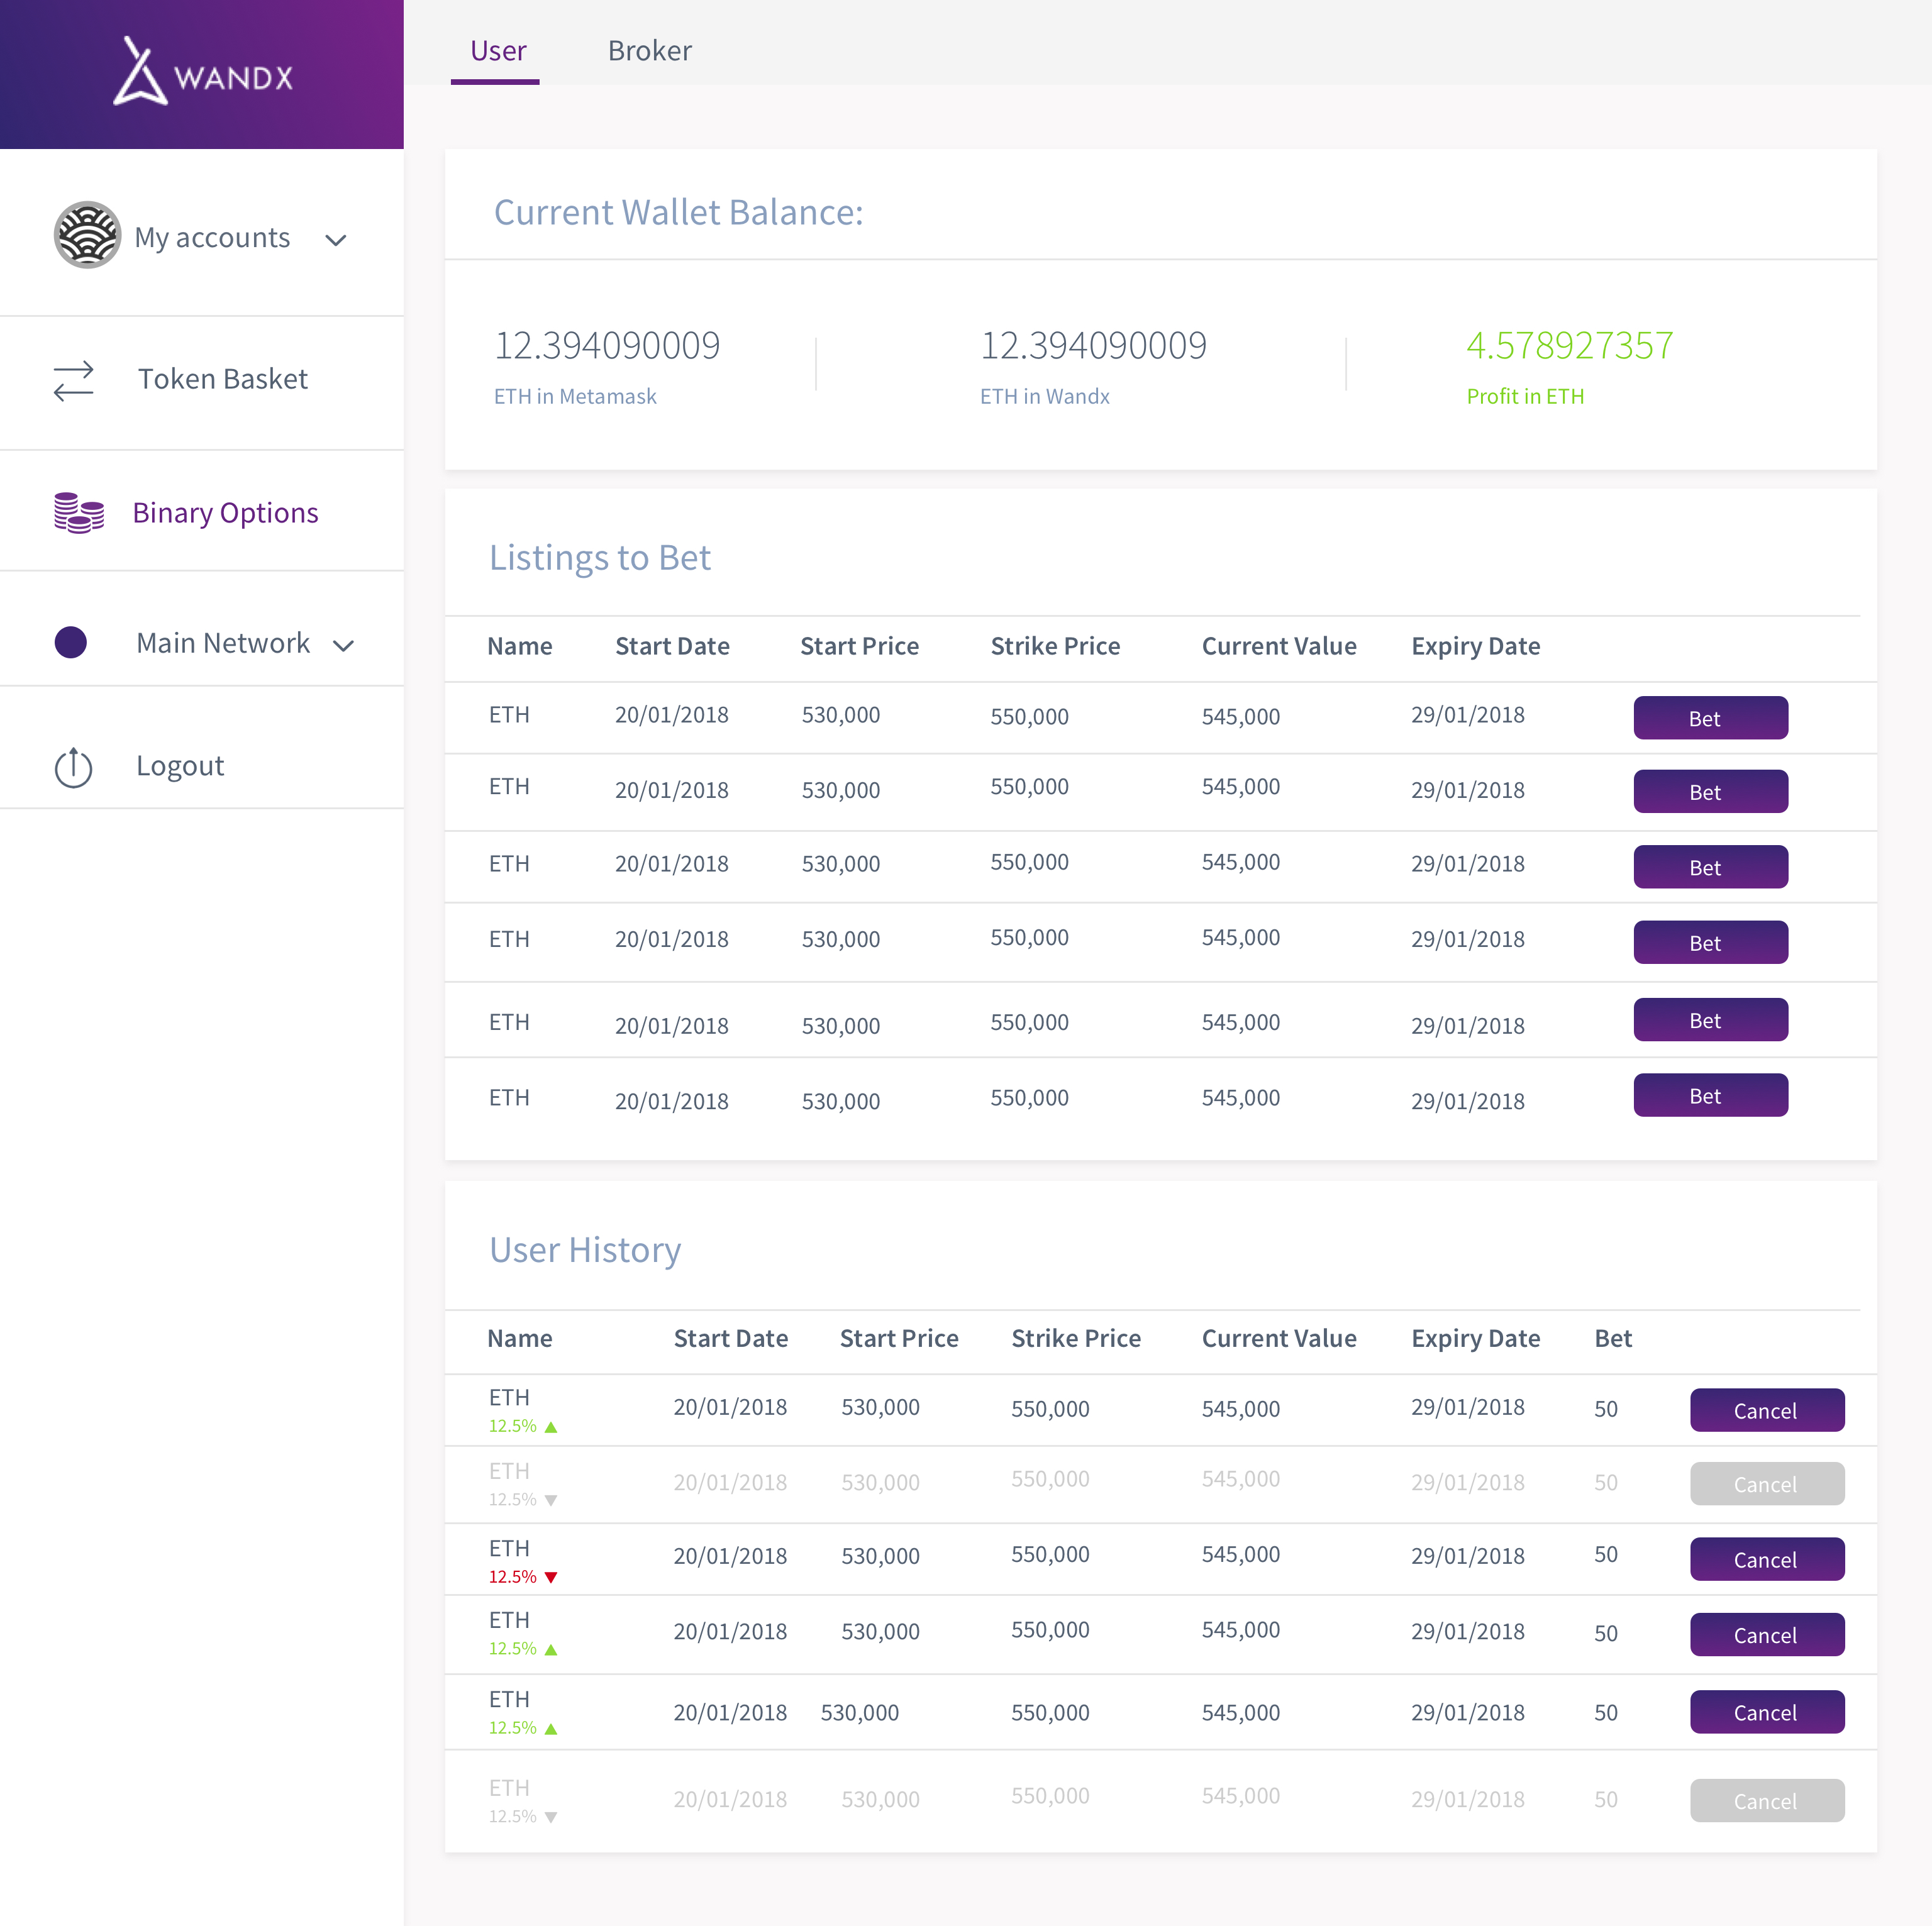 WANDX
User Broker
My accounts
Token Basket
Binary Options
Main Network
Logout
Current Wallet Balance:
12.394090009 12.394090009 4.578927357
ETH in Metamask ETH in Wandx Profit in ETH
Listings to Bet
Name Start Date Start Price Strike Price Current Value Expiry Date
ETH 20/01/2018 530,000 550,000 545,000 29/01/2018 Bet
ETH 20/01/2018 530,000 550,000 545,000 29/01/2018 Bet
ETH 20/01/2018 530,000 550,000 545,000 29/01/2018 Bet
ETH 20/01/2018 530,000 550,000 545,000 29/01/2018 Bet
ETH 20/01/2018 530,000 550,000 545,000 29/01/2018 Bet
ETH 20/01/2018 530,000 550,000 545,000 29/01/2018 Bet
User History
Name Start Date Start Price Strike Price Current Value Expiry Date Bet
ETH 20/01/2018 530,000 550,000 545,000 29/01/2018 50 Cancel
12.5%
ETH 20/01/2018 530,000 550,000 545,000 29/01/2018 50 Cancel
12.5%
ETH 20/01/2018 530,000 550,000 545,000 29/01/2018 50 Cancel
12.5%
ETH 20/01/2018 530,000 550,000 545,000 29/01/2018 50 Cancel
12.5%
ETH 20/01/2018 530,000 550,000 545,000 29/01/2018 50 Cancel
12.5%
ETH 20/01/2018 530,000 550,000 545,000 29/01/2018 50 Cancel
12.5%